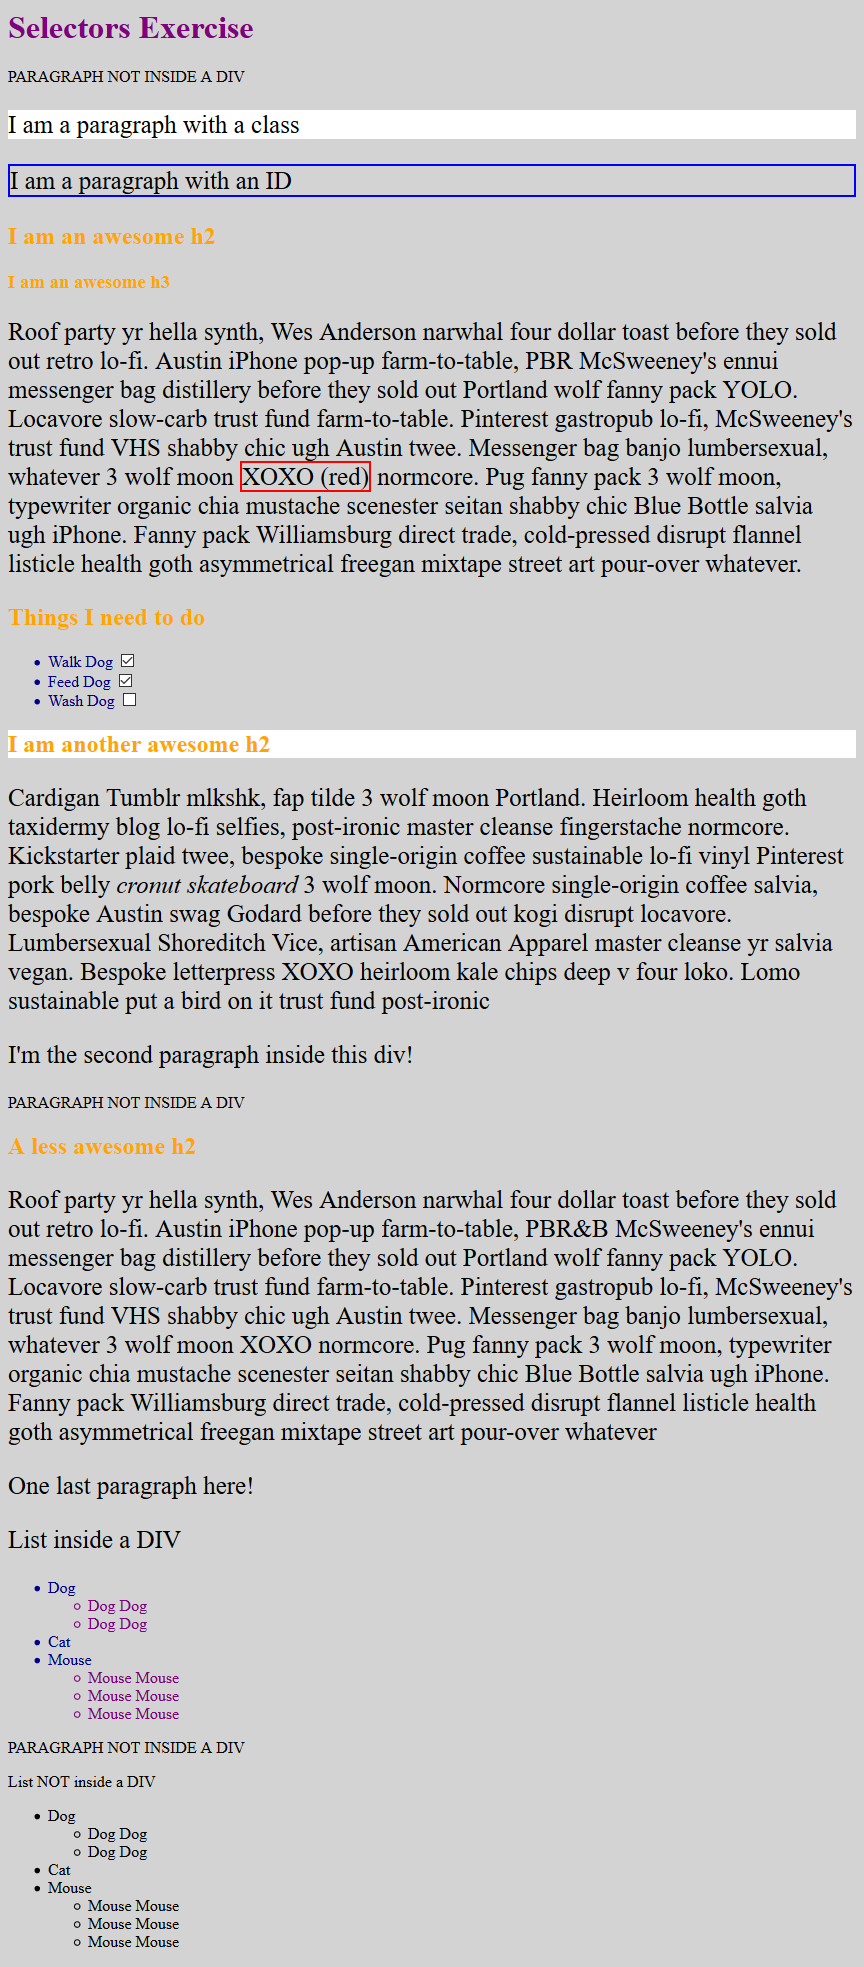 Selectors Exercise
PARAGRAPH NOT INSIDE A DIV
I am a paragraph with a class
I am a paragraph with an ID
I am an awesome h2
I am an awesome h3
Roof party yr hella synth, Wes Anderson narwhal four dollar toast before they sold
out retro lo-fi. Austin iPhone pop-up farm-to-table, PBR McSweeney's ennui
messenger bag distillery before they sold out Portland wolf fanny pack YOLO.
Locavore slow-carb trust fund farm-to-table. Pinterest gastropub lo-fi, McSweeney's
trust fund VHS shabby chic ugh Austin twee. Messenger bag banjo lumbersexual,
whatever 3 wolf moon XOXO (red) normcore. Pug fanny pack 3 wolf moon,
typewriter organic chia mustache scenester seitan shabby chic Blue Bottle salvia
ugh iPhone. Fanny pack Williamsburg direct trade, cold-pressed disrupt flannel
listicle health goth asymmetrical freegan mixtape street art pour-over whatever.
Things I need to do
Walk Dog
Feed Dog
Wash Dog
I am another awesome h2
Cardigan Tumblr mlkshk, fap tilde 3 wolf moon Portland. Heirloom health goth
taxidermy blog lo-fi selfies, post-ironic master cleanse fingerstache normcore.
Kickstarter plaid twee, bespoke single-origin coffee sustainable lo-fi vinyl Pinterest
pork belly cronut skateboard 3 wolf moon. Normcore single-origin coffee salvia,
bespoke Austin swag Godard before they sold out kogi disrupt locavore.
Lumbersexual Shoreditch Vice, artisan American Apparel master cleanse yr salvia
vegan. Bespoke letterpress XOXO heirloom kale chips deep v four loko. Lomo
sustainable put a bird on it trust fund post-ironic
I'm the second paragraph inside this div!
PARAGRAPH NOT INSIDE A DIV
A less awesome h2
Roof party yr hella synth, Wes Anderson narwhal four dollar toast before they sold
out retro lo-fi. Austin iPhone pop-up farm-to-table, PBR&B McSweeney's ennui
messenger bag distillery before they sold out Portland wolf fanny pack YOLO.
Locavore slow-carb trust fund farm-to-table. Pinterest gastropub lo-fi, McSweeney's
trust fund VHS shabby chic ugh Austin twee. Messenger bag banjo lumbersexual,
whatever 3 wolf moon XOXO normcore. Pug fanny pack 3 wolf moon, typewriter
organic chia mustache scenester seitan shabby chic Blue Bottle salvia ugh iPhone.
Fanny pack Williamsburg direct trade, cold-pressed disrupt flannel listicle health
goth asymmetrical freegan mixtape street art pour-over whatever
One last paragraph here!
List inside a DIV
Dog
Dog Dog
Dog Dog
Cat
Mouse
Mouse Mouse
Mouse Mouse
Mouse Mouse
PARAGRAPH NOT INSIDE A DIV
List NOT inside a DIV
Dog
Dog Dog
Dog Dog
Cat
Mouse
Mouse Mouse
Mouse Mouse
Mouse Mouse